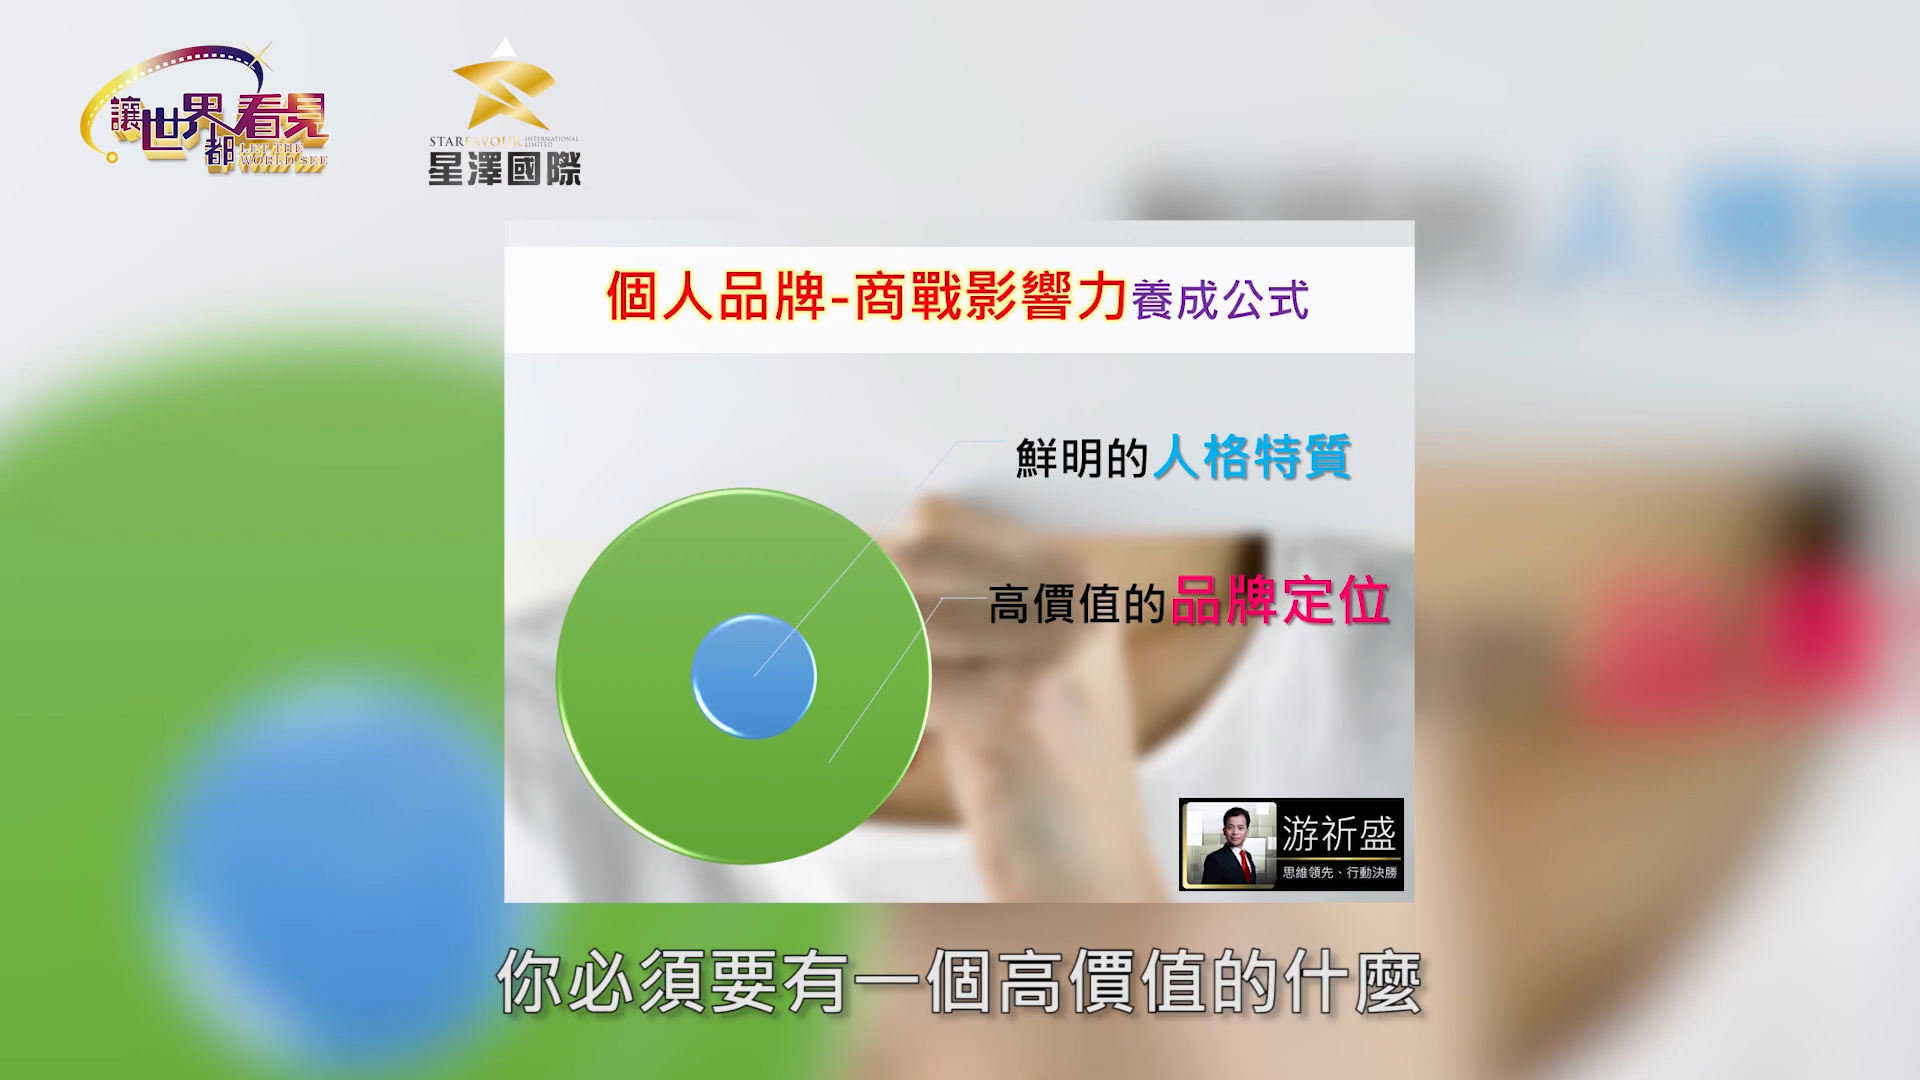 讓世界都看見
LET THE
WORLD SEE
STARFAVOUR INTERNATIONAL LIMITED
星澤國際
個人品牌-商戰影響力養成公式
鮮明的人格特質
高價值的品牌定位
游祈盛
思維領先、行動決勝
你必須要有一個高價值的什麼